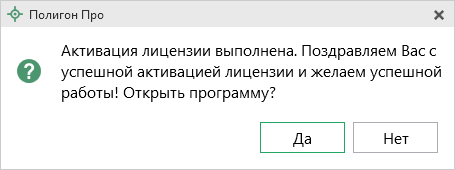 Полигон Про
Активация лицензии выполнена. Поздравляем Вас с
успешной активацией лицензии и желаем успешной
работы! Открыть программу?
Да
Нет